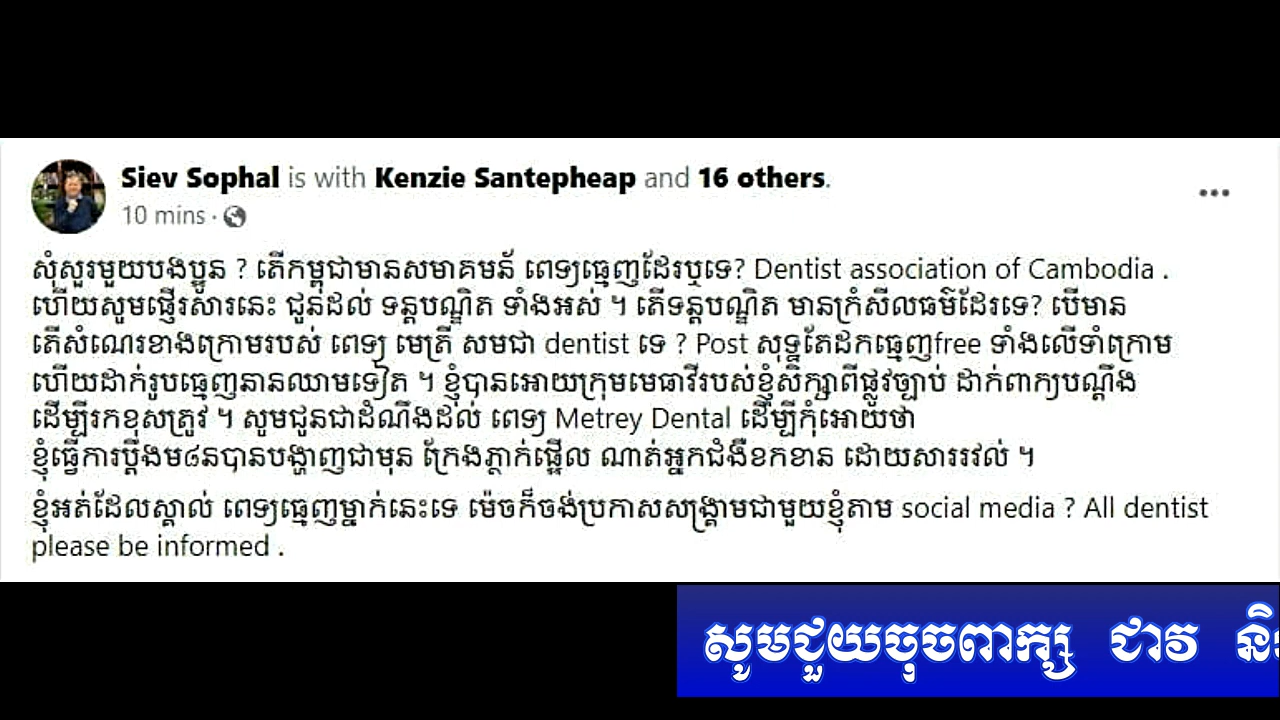 Siev Sophal is with Kenzie Santepheap and 16 others.
10 mins ·
សុំសួរមួយបងប្អូន ? តើកម្ពុជាមានសមាគមន៍ ពេទ្យធ្មេញដែរឬទេ? Dentist association of Cambodia .
ហើយសូមផ្ញើរសារនេះ ជូនដល់ ទន្តបណ្ឌិត ទាំងអស់ ។ តើទន្តបណ្ឌិត មានក្រំសីលធម៌ដែរទេ? បើមាន
តើសំណេរខាងក្រោមរបស់ ពេទ្យ មេត្រី សមជា dentist ទេ ? Post សុទ្ធតែដកធ្មេញfree ទាំងលើទាំក្រោម
ហើយដាក់រូបធ្មេញនានឈាមទៀត ។ ខ្ញុំបានអោយក្រុមមេធាវីរបស់ខ្ញុំសិក្សាពីផ្លូវច្បាប់ ដាក់ពាក្យបណ្តឹង
ដើម្បីរកខុសត្រូវ ។ សូមជូនជាដំណឹងដល់ ពេទ្យ Metrey Dental ដើម្បីកុំអោយថា
ខ្ញុំធ្វើការប្តឹងម៩នបានបង្ហាញជាមុន ក្រែងភ្ញាក់ផ្អើល ណាត់អ្នកជំងឺខកខាន ដោយសាររវល់ ។
ខ្ញុំអត់ដែលស្គាល់ ពេទ្យធ្មេញម្នាក់នេះទេ ម៉េចក៏ចង់ប្រកាសសង្គ្រាមជាមួយខ្ញុំតាម social media ? All dentist
please be informed .
សូមជួយចុចពាក្យ ជាវ